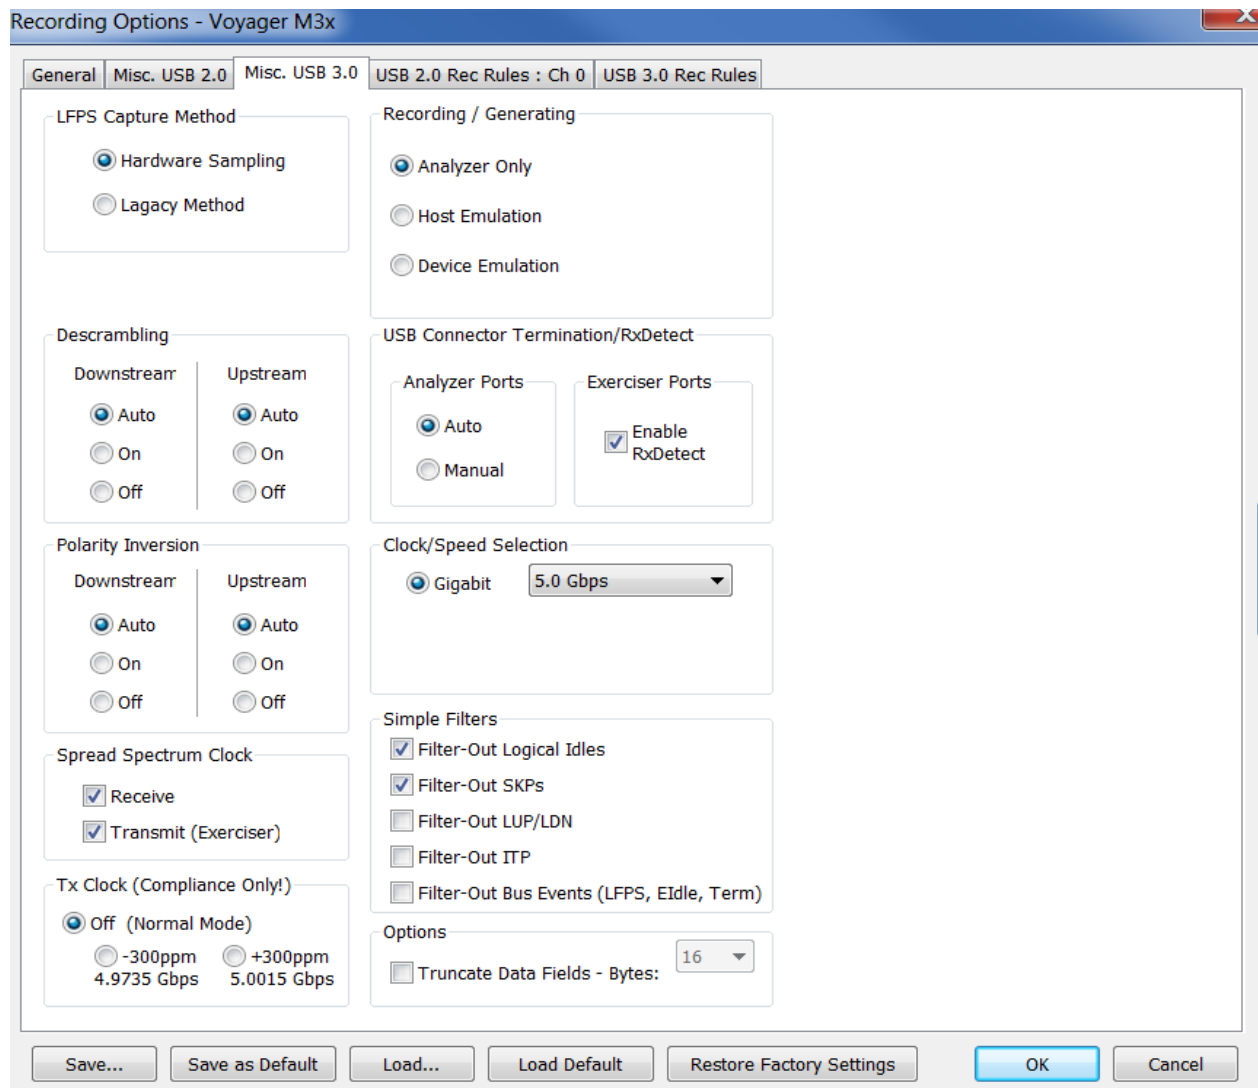 Recording Options - Voyager M3x
General
Misc. USB 2.0
Misc. USB 3.0
USB 2.0 Rec Rules : Ch 0
USB 3.0 Rec Rules
LFPS Capture Method
Hardware Sampling
Lagacy Method
Recording / Generating
Analyzer Only
Host Emulation
Device Emulation
Descrambling
Downstream
Upstream
Auto
Auto
On
On
Off
Off
USB Connector Termination/RxDetect
Analyzer Ports
Auto
Manual
Exerciser Ports
Enable
RxDetect
Polarity Inversion
Downstream
Upstream
Auto
Auto
On
On
Off
Off
Clock/Speed Selection
Gigabit
5.0 Gbps
Spread Spectrum Clock
Receive
Transmit (Exerciser)
Simple Filters
Filter-Out Logical Idles
Filter-Out SKPs
Filter-Out LUP/LDN
Filter-Out ITP
Filter-Out Bus Events (LFPS, EIdle, Term)
Tx Clock (Compliance Only!)
Off (Normal Mode)
-300ppm
+300ppm
4.9735 Gbps
5.0015 Gbps
Options
Truncate Data Fields - Bytes:
16
Save...
Save as Default
Load...
Load Default
Restore Factory Settings
OK
Cancel